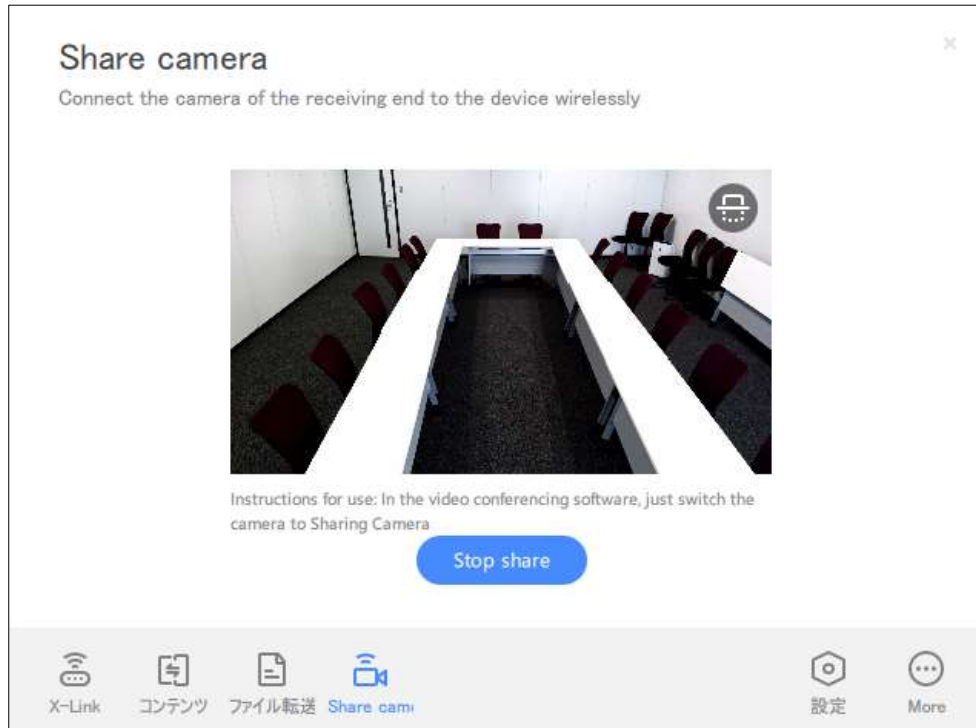 Share camera
Connect the camera of the receiving end to the device wirelessly
Instructions for use: In the video conferencing software, just switch the
camera to Sharing Camera
Stop share
X-Link コンテンツ ファイル転送 Share cam 設定 More